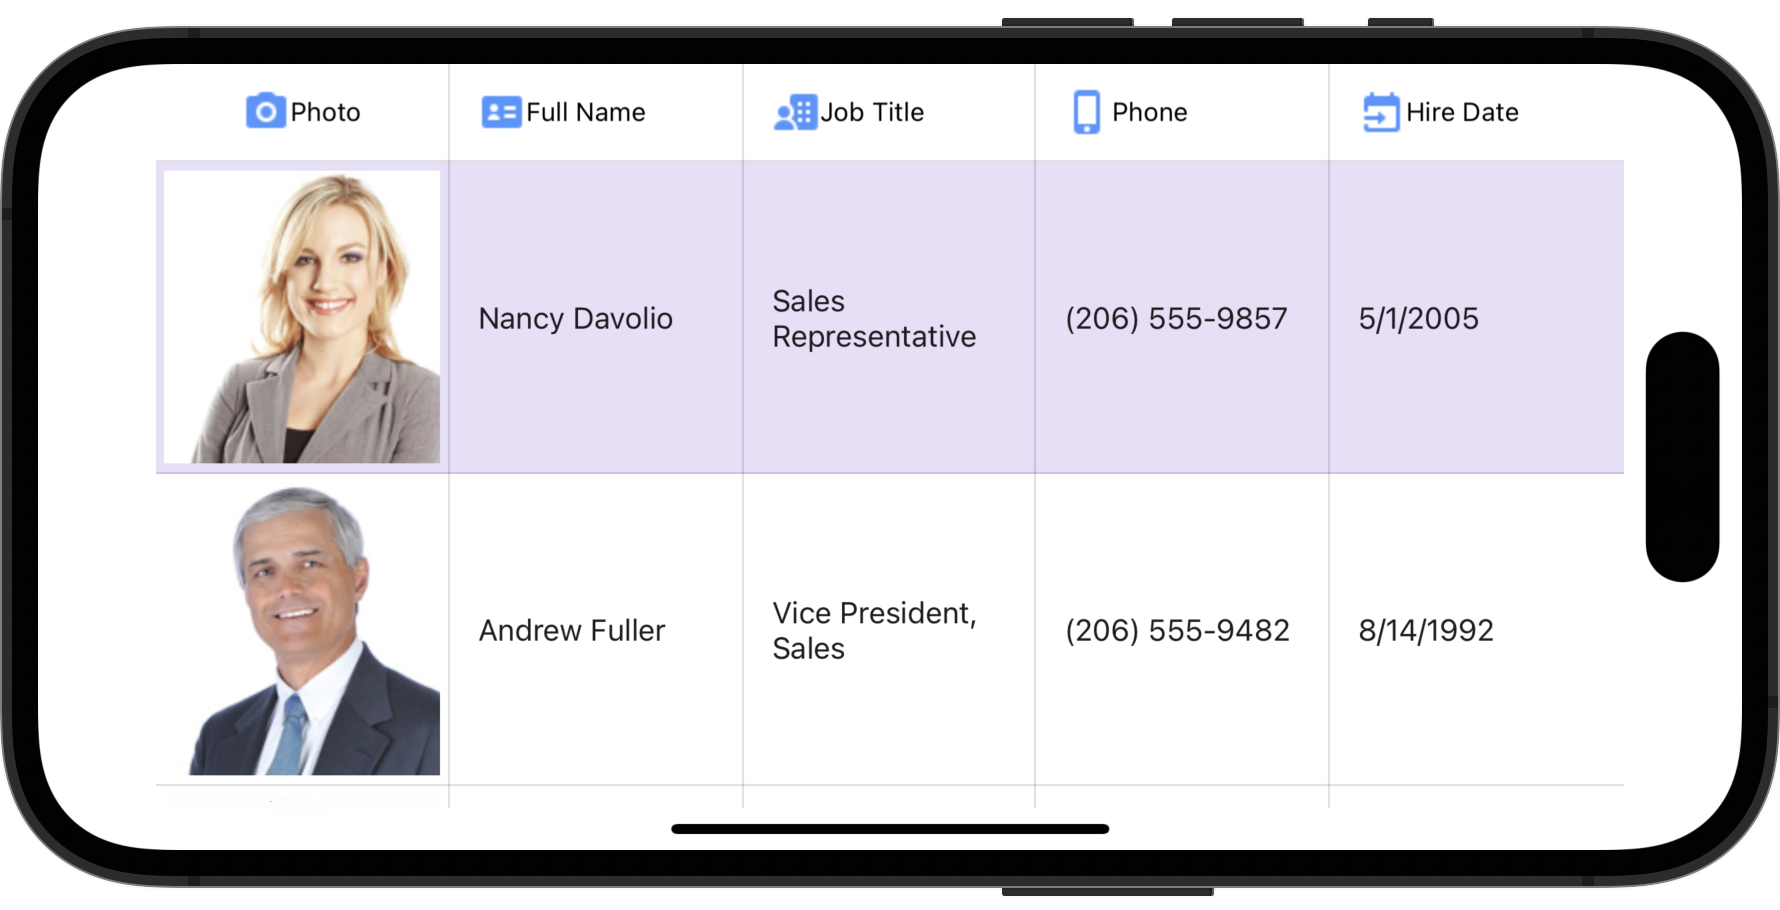 Photo Full Name Job Title Phone Hire Date
Nancy Davolio
Sales
Representative
(206) 555-9857
5/1/2005
Andrew Fuller
Vice President,
Sales
(206) 555-9482
8/14/1992